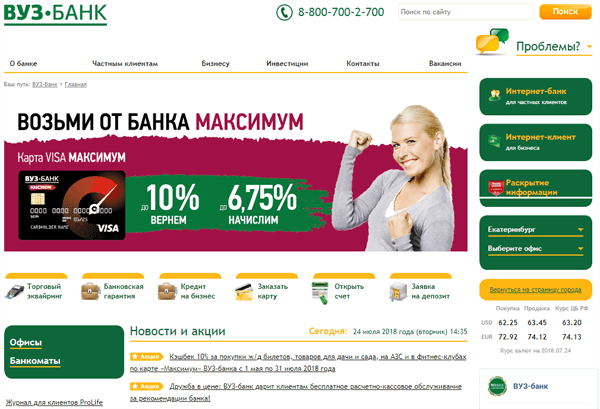 ВУЗ•БАНК
8-800-700-2-700
Поиск по сайту
Поиск
Проблемы?
О банке
Частным клиентам
Бизнесу
Инвестиции
Контакты
Вакансии
Ваш путь: ВУЗ-Банк > Главная
ВОЗЬМИ ОТ БАНКА МАКСИМУМ
Карта VISA МАКСИМУМ
ВУЗ•БАНК
МАКСИМУМ
CARDHOLDER NAME
VISA
до 10%
ВЕРНЕМ
до 6,75%
НАЧИСЛИМ
Интернет-банк
для частных клиентов
Интернет-клиент
для бизнеса
Раскрытие
информации
Екатеринбург
Выберите офис
Вернуться на страницу города
Покупка Продажа Курс ЦБ РФ
USD 62.25 63.45 63.20
EUR 72.92 74.12 74.13
Курс валют на 2018.07.24
ВУЗ-банк
Торговый
эквайринг
Банковская
гарантия
Кредит
на бизнес
Заказать
карту
Открыть
счет
Заявка
на депозит
Офисы
Банкоматы
Журнал для клиентов ProLife
Новости и акции
Сегодня: 24 июля 2018 года (вторник) 14:35
Акции Кэшбек 10% за покупки ж/д билетов, товаров для дачи и сада, на АЗС и в фитнес-клубах
по карте «Максимум» ВУЗ-банка с 1 мая по 31 июля 2018 года
Акции Дружба в цене: ВУЗ-банк дарит клиентам бесплатное расчетно-кассовое обслуживание
за рекомендации банка!